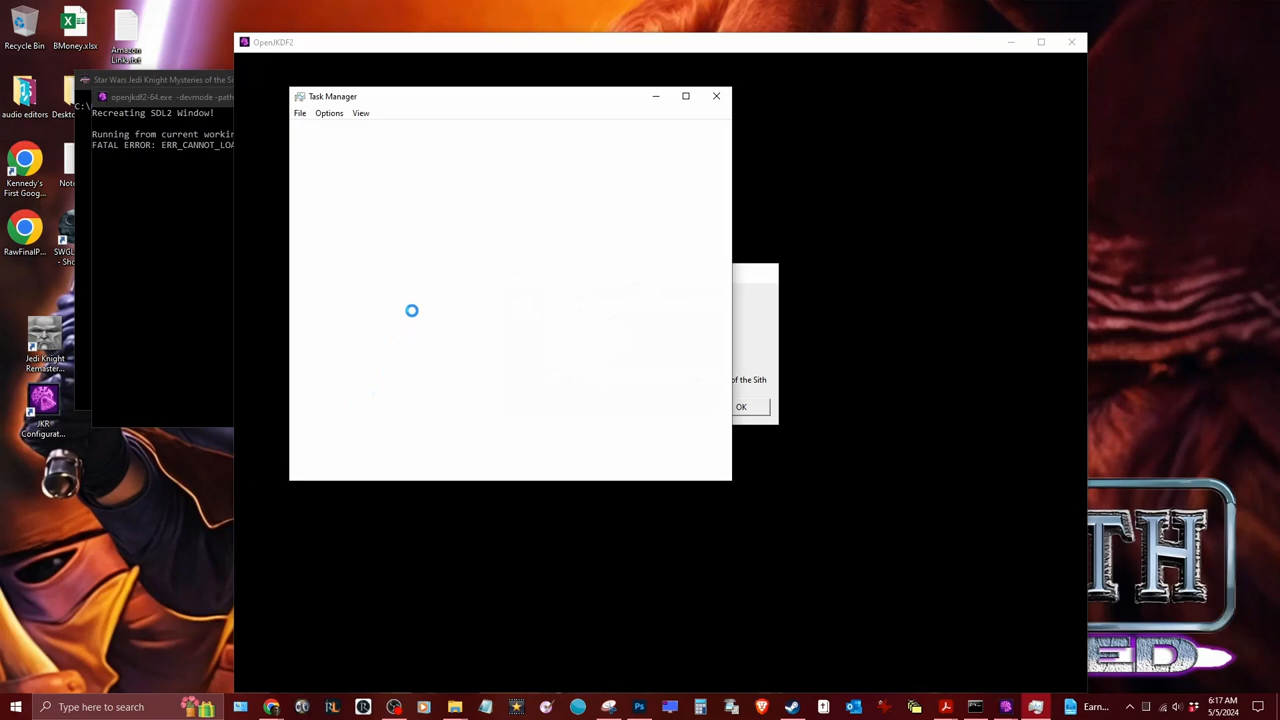 Recycle Bin
BMoney.xlsx
Amazon
Links.txt
OpenJKDF2
Star Wars Jedi Knight Mysteries of the Si
audio editors
openjkdf2-64.exe -devmode -path
Task Manager
File Options View
Recreating SDL2 Window!
Running from current workin
FATAL ERROR: ERR_CANNOT_LOA
Kennedy's
First Goog...
RawFinalP...
Jedi Knight
Remaster...
JKR
Configurat...
of the Sith
OK
TH
ED
Type here to search
Earn...
6:17 AM
5/5/2024